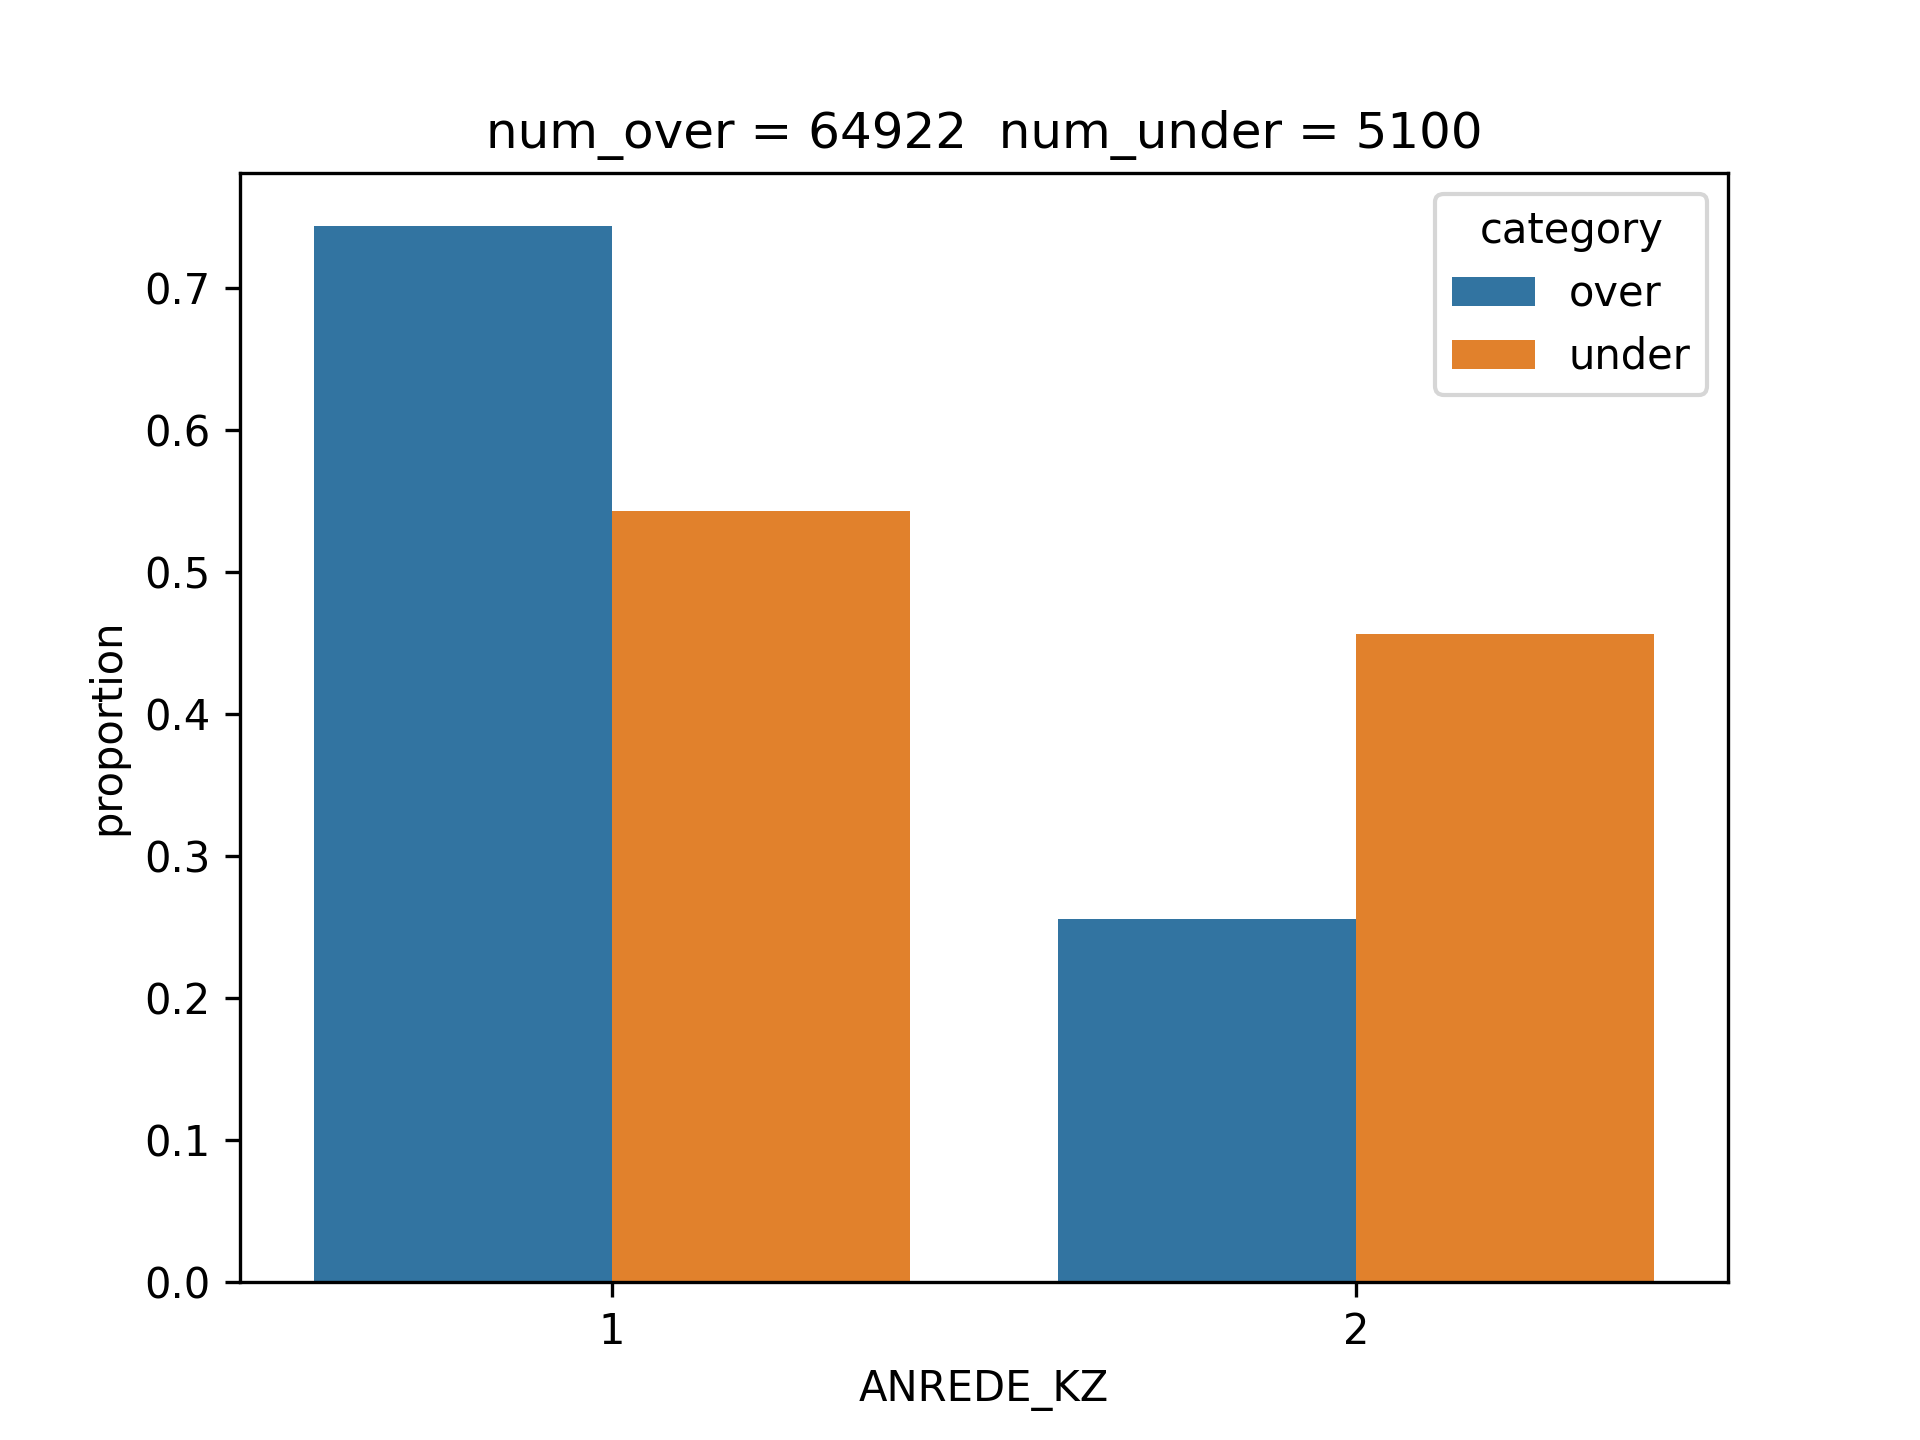 num_over = 64922  num_under = 5100
category
over
under
proportion
0.7
0.6
0.5
0.4
0.3
0.2
0.1
0.0
1
2
ANREDE_KZ